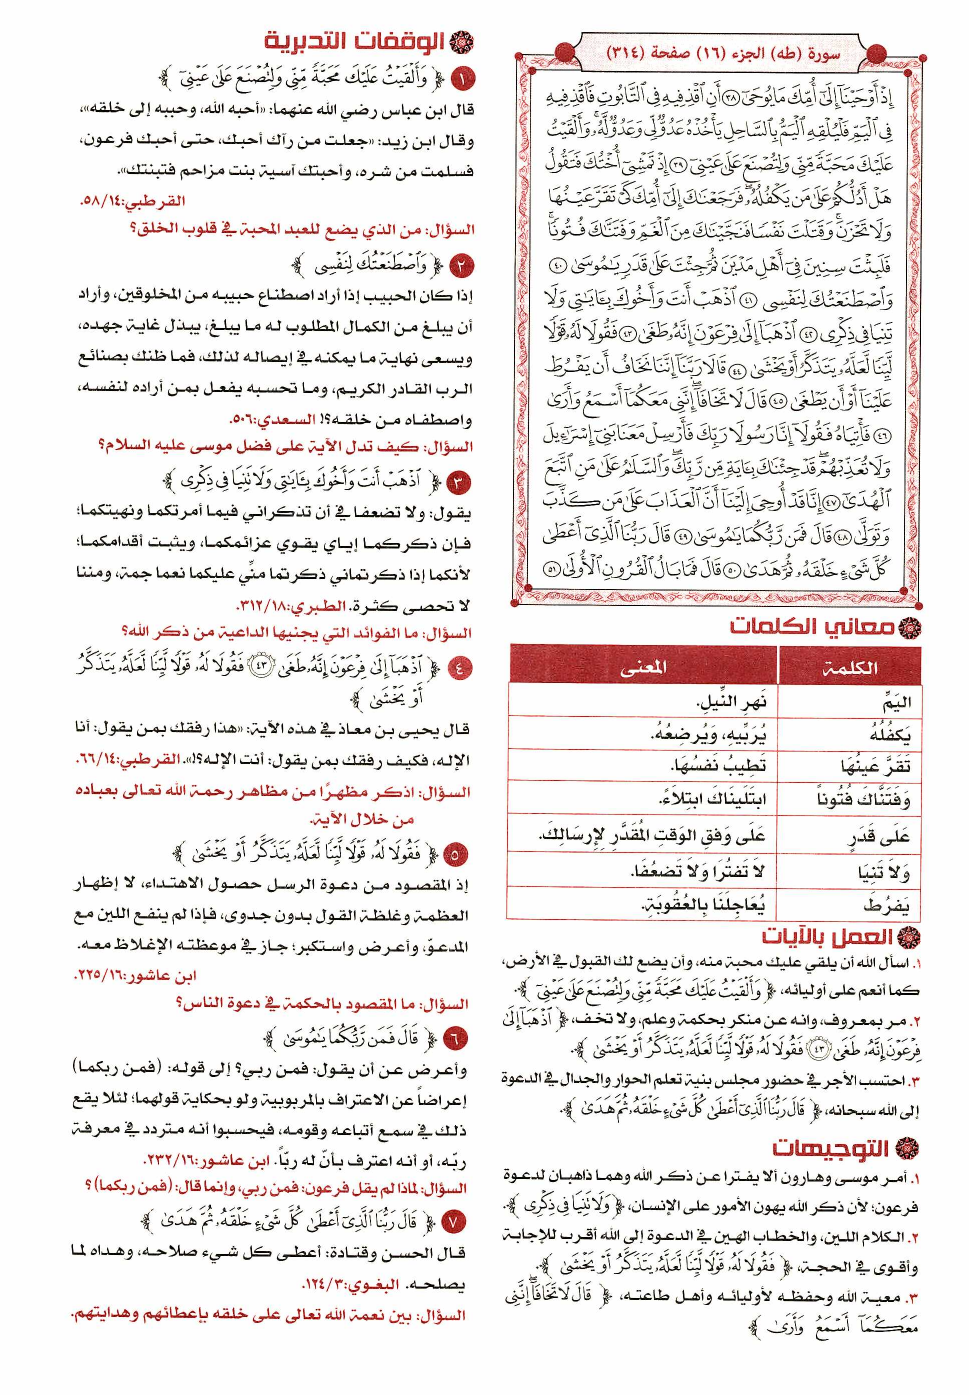 سورة (طه) الجزء (١٦) صفحة (٣١٤)
إِذْ أَوْحَيْنَا إِلَىٰ أُمِّكَ مَا يُوحَىٰ ٣٨ أَنِ اقْذِفِيهِ فِي التَّابُوتِ فَاقْذِفِيهِ
فِي الْيَمِّ فَلْيُلْقِهِ الْيَمُّ بِالسَّاحِلِ يَأْخُذْهُ عَدُوٌّ لِّي وَعَدُوٌّ لَّهُ ۚ وَأَلْقَيْتُ
عَلَيْكَ مَحَبَّةً مِّنِّي وَلِتُصْنَعَ عَلَىٰ عَيْنِي ٣٩ إِذْ تَمْشِي أُخْتُكَ فَتَقُولُ
هَلْ أَدُلُّكُمْ عَلَىٰ مَن يَكْفُلُهُ ۖ فَرَجَعْنَاكَ إِلَىٰ أُمِّكَ كَيْ تَقَرَّ عَيْنُهَا
وَلَا تَحْزَنَ ۚ وَقَتَلْتَ نَفْسًا فَنَجَّيْنَاكَ مِنَ الْغَمِّ وَفَتَنَّاكَ فُتُونًا ۚ
فَلَبِثْتَ سِنِينَ فِي أَهْلِ مَدْيَنَ ثُمَّ جِئْتَ عَلَىٰ قَدَرٍ يَا مُوسَىٰ ٤٠
وَاصْطَنَعْتُكَ لِنَفْسِي ٤١ اذْهَبْ أَنتَ وَأَخُوكَ بِآيَاتِي وَلَا
تَنِيَا فِي ذِكْرِي ٤٢ اذْهَبَا إِلَىٰ فِرْعَوْنَ إِنَّهُ طَغَىٰ ٤٣ فَقُولَا لَهُ قَوْلًا
لَّيِّنًا لَّعَلَّهُ يَتَذَكَّرُ أَوْ يَخْشَىٰ ٤٤ قَالَا رَبَّنَا إِنَّنَا نَخَافُ أَن يَفْرُطَ
عَلَيْنَا أَوْ أَن يَطْغَىٰ ٤٥ قَالَ لَا تَخَافَا ۖ إِنَّنِي مَعَكُمَا أَسْمَعُ وَأَرَىٰ
٤٦ فَأْتِيَاهُ فَقُولَا إِنَّا رَسُولَا رَبِّكَ فَأَرْسِلْ مَعَنَا بَنِي إِسْرَائِيلَ
وَلَا تُعَذِّبْهُمْ ۖ قَدْ جِئْنَاكَ بِآيَةٍ مِّن رَّبِّكَ ۖ وَالسَّلَامُ عَلَىٰ مَنِ اتَّبَعَ
الْهُدَىٰ ٤٧ إِنَّا قَدْ أُوحِيَ إِلَيْنَا أَنَّ الْعَذَابَ عَلَىٰ مَن كَذَّبَ
وَتَوَلَّىٰ ٤٨ قَالَ فَمَن رَّبُّكُمَا يَا مُوسَىٰ ٤٩ قَالَ رَبُّنَا الَّذِي أَعْطَىٰ
كُلَّ شَيْءٍ خَلْقَهُ ثُمَّ هَدَىٰ ٥٠ قَالَ فَمَا بَالُ الْقُرُونِ الْأُولَىٰ ٥١
معاني الكلمات
الكلمة المعنى
اليَمِّ نَهرِ النِّيلِ.
يَكفُلُهُ يُرَبِّيهِ، وَيُرضِعُهُ.
تَقَرَّ عَينُهَا تَطِيبُ نَفسُهَا.
وَفَتَنَّاكَ فُتُوناً ابتَلَينَاكَ ابتِلاَءً.
عَلَى قَدَرٍ عَلَى وَفقِ الوَقتِ المُقَدَّرِ لِإِرسَالِكَ.
وَلاَ تَنِيَا لاَ تَفتُرَا وَلاَ تَضعُفَا.
يَفرُطَ يُعَاجِلَنَا بِالعُقُوبَةِ.
العمل بالآيات
١. اسأل الله أن يلقي عليك محبة منه، وأن يضع لك القبول في الأرض،
كما أنعم على أوليائه، ﴿ وَأَلْقَيْتُ عَلَيْكَ مَحَبَّةً مِّنِّي وَلِتُصْنَعَ عَلَىٰ عَيْنِي ﴾.
٢. مر بمعروف، وانه عن منكر بحكمة وعلم، ولا تخف، ﴿ اذْهَبَا إِلَىٰ
فِرْعَوْنَ إِنَّهُ طَغَىٰ ٤٣ فَقُولَا لَهُ قَوْلًا لَّيِّنًا لَّعَلَّهُ يَتَذَكَّرُ أَوْ يَخْشَىٰ ﴾.
٣. احتسب الأجر في حضور مجلس بنية تعلم الحوار والجدال في الدعوة
إلى الله سبحانه، ﴿ قَالَ رَبُّنَا الَّذِي أَعْطَىٰ كُلَّ شَيْءٍ خَلْقَهُ ثُمَّ هَدَىٰ ﴾.
التوجيهات
١. أمر موسى وهارون ألا يفترا عن ذكر الله وهما ذاهبان لدعوة
فرعون؛ لأن ذكر الله يهون الأمور على الإنسان، ﴿ وَلَا تَنِيَا فِي ذِكْرِي ﴾.
٢. الكلام اللين، والخطاب الهين في الدعوة إلى الله أقرب للإجابة
وأقوى في الحجة، ﴿ فَقُولَا لَهُ قَوْلًا لَّيِّنًا لَّعَلَّهُ يَتَذَكَّرُ أَوْ يَخْشَىٰ ﴾.
٣. معية الله وحفظه لأوليائه وأهل طاعته، ﴿ قَالَ لَا تَخَافَا ۖ إِنَّنِي
مَعَكُمَا أَسْمَعُ وَأَرَىٰ ﴾
الوقفات التدبرية
١ ﴿ وَأَلْقَيْتُ عَلَيْكَ مَحَبَّةً مِّنِّي وَلِتُصْنَعَ عَلَىٰ عَيْنِي ﴾
قال ابن عباس رضي الله عنهما: «أحبه الله، وحببه إلى خلقه»،
وقال ابن زيد: «جعلت من رآك أحبك، حتى أحبك فرعون،
فسلمت من شره، وأحبتك آسية بنت مزاحم فتبنتك».
القرطبي:٥٨/١٤.
السؤال: من الذي يضع للعبد المحبة في قلوب الخلق؟
٢ ﴿ وَاصْطَنَعْتُكَ لِنَفْسِي ﴾
إذا كان الحبيب إذا أراد اصطناع حبيبه من المخلوقين، وأراد
أن يبلغ من الكمال المطلوب له ما يبلغ، يبذل غاية جهده،
ويسعى نهاية ما يمكنه في إيصاله لذلك، فما ظنك بصنائع
الرب القادر الكريم، وما تحسبه يفعل بمن أراده لنفسه،
واصطفاه من خلقه؟! السعدي:٥٠٦.
السؤال: كيف تدل الآية على فضل موسى عليه السلام؟
٣ ﴿ اذْهَبْ أَنتَ وَأَخُوكَ بِآيَاتِي وَلَا تَنِيَا فِي ذِكْرِي ﴾
يقول: ولا تضعفا في أن تذكراني فيما أمرتكما ونهيتكما؛
فإن ذكركما إياي يقوي عزائمكما، ويثبت أقدامكما؛
لأنكما إذا ذكرتماني ذكرتما منِّي عليكما نعما جمة، ومننا
لا تحصى كثرة. الطبري:٣١٢/١٨.
السؤال: ما الفوائد التي يجنيها الداعية من ذكر الله؟
٤ ﴿ اذْهَبَا إِلَىٰ فِرْعَوْنَ إِنَّهُ طَغَىٰ ٤٣ فَقُولَا لَهُ قَوْلًا لَّيِّنًا لَّعَلَّهُ يَتَذَكَّرُ
أَوْ يَخْشَىٰ ﴾
قال يحيى بن معاذ في هذه الآية: «هذا رفقك بمن يقول: أنا
الإله، فكيف رفقك بمن يقول: أنت الإله؟!». القرطبي:٦٦/١٤.
السؤال: اذكر مظهرًا من مظاهر رحمة الله تعالى بعباده
من خلال الآية.
٥ ﴿ فَقُولَا لَهُ قَوْلًا لَّيِّنًا لَّعَلَّهُ يَتَذَكَّرُ أَوْ يَخْشَىٰ ﴾
إذ المقصود من دعوة الرسل حصول الاهتداء، لا إظهار
العظمة وغلظة القول بدون جدوى، فإذا لم ينفع اللين مع
المدعوّ، وأعرض واستكبر؛ جاز في موعظته الإغلاظ معه.
ابن عاشور:٢٢٥/١٦.
السؤال: ما المقصود بالحكمة في دعوة الناس؟
٦ ﴿ قَالَ فَمَن رَّبُّكُمَا يَا مُوسَىٰ ﴾
وأعرض عن أن يقول: فمن ربي؟ إلى قوله: (فمن ربكما)
إعراضاً عن الاعتراف بالمربوبية ولو بحكاية قولهما؛ لئلا يقع
ذلك في سمع أتباعه وقومه، فيحسبوا أنه متردد في معرفة
ربّه، أو أنه اعترف بأنّ له ربّاً. ابن عاشور:٢٣٢/١٦.
السؤال: لماذا لم يقل فرعون: فمن ربي، وإنما قال: (فمن ربكما)؟
٧ ﴿ قَالَ رَبُّنَا الَّذِي أَعْطَىٰ كُلَّ شَيْءٍ خَلْقَهُ ثُمَّ هَدَىٰ ﴾
قال الحسن وقتادة: أعطى كل شيء صلاحه، وهداه لما
يصلحه. البغوي:١٢٤/٣.
السؤال: بين نعمة الله تعالى على خلقه بإعطائهم وهدايتهم.